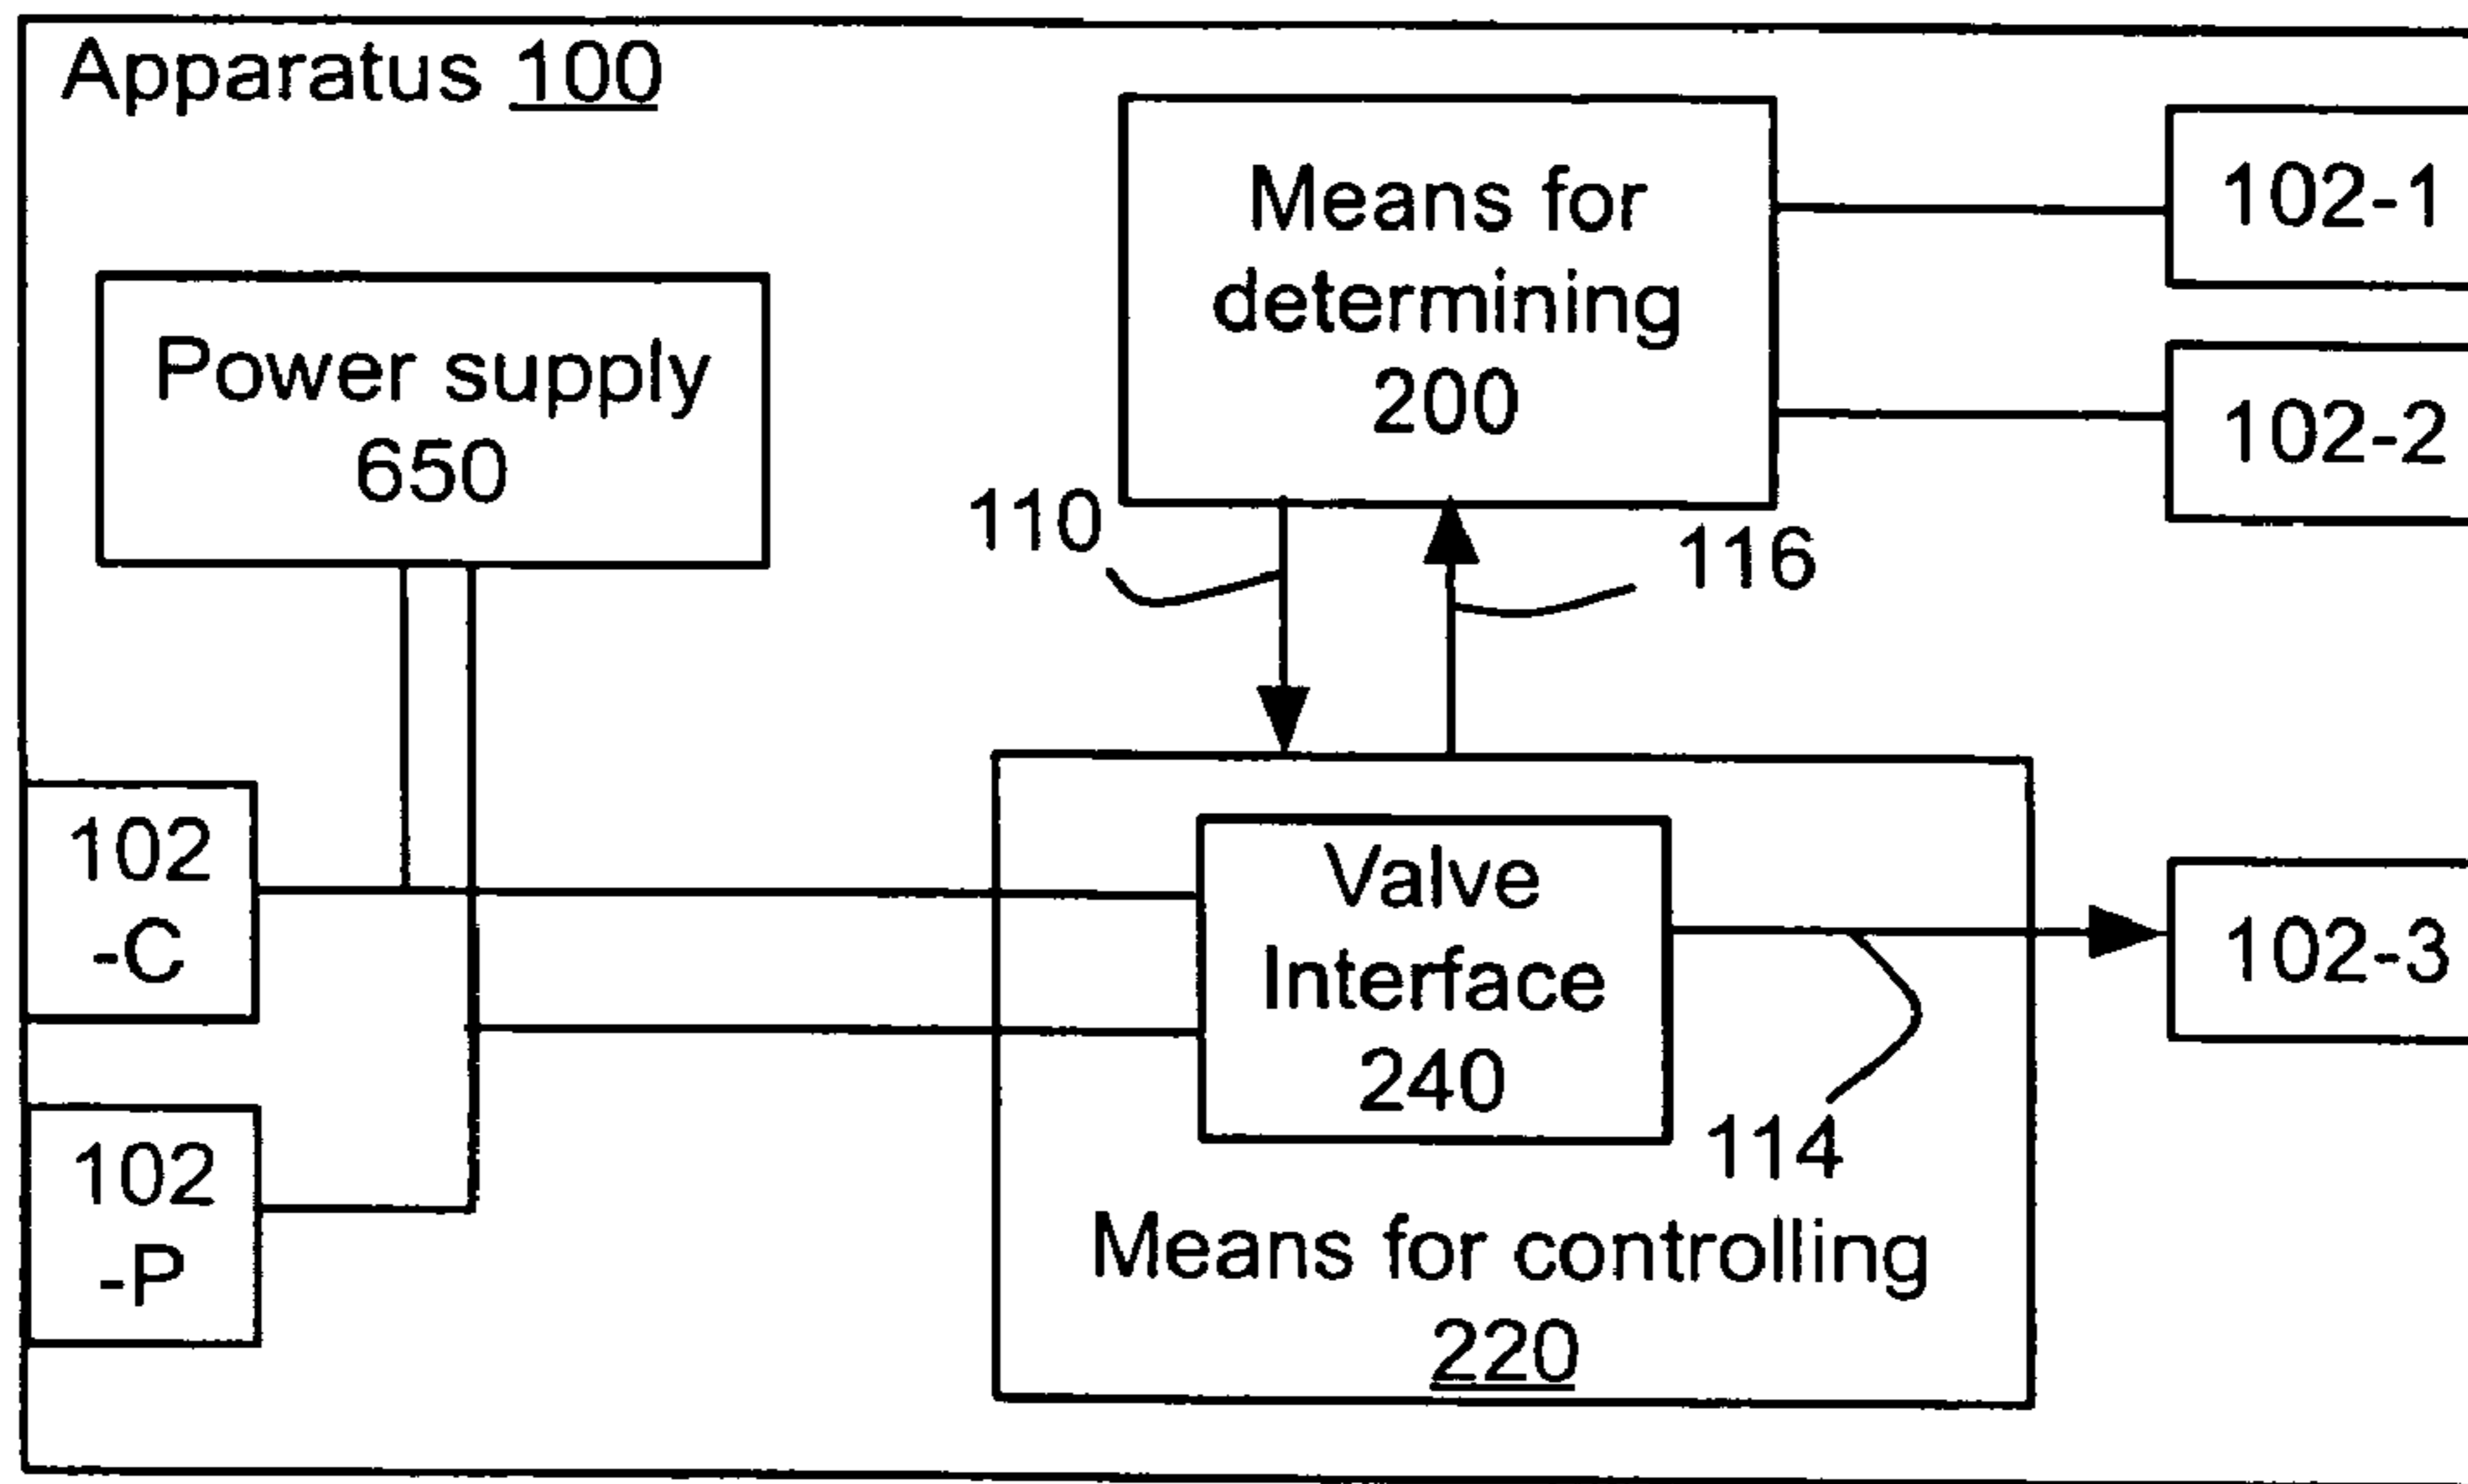 Apparatus 100
Means for
determining
200
102-1
102-2
Power supply
650
110
116
102
-C
Valve
Interface
240
102-3
114
102
-P
Means for controlling
220